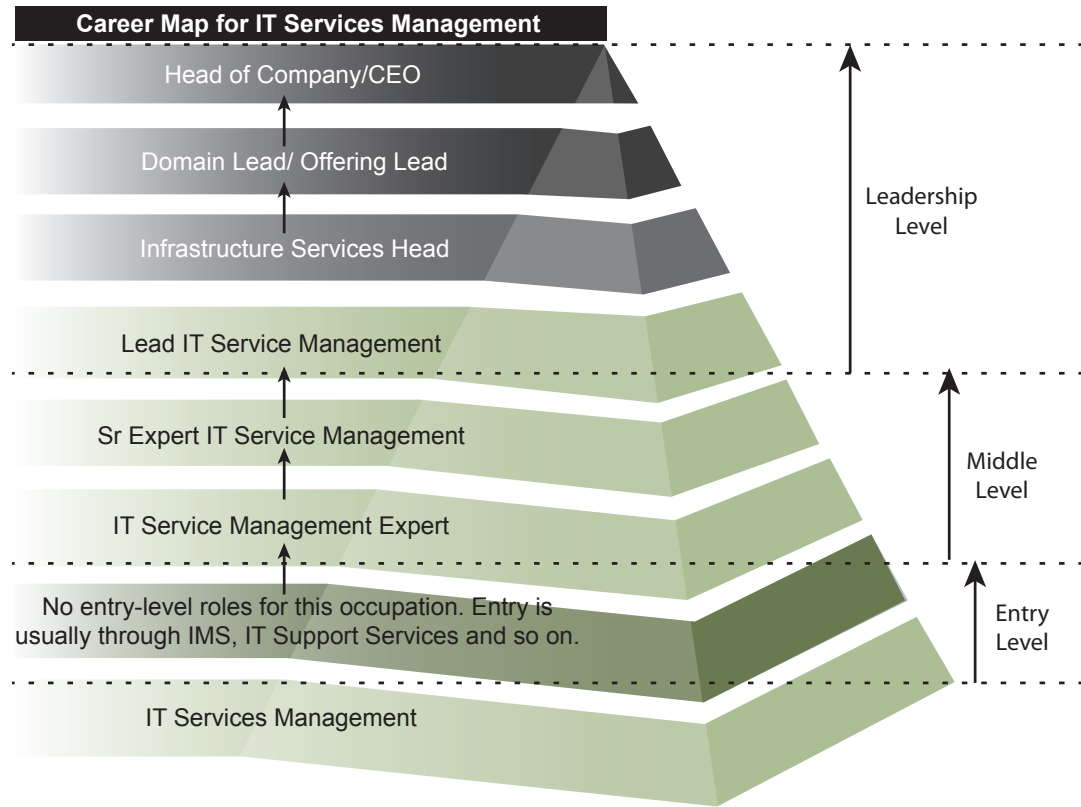 Career Map for IT Services Management
Head of Company/CEO
Domain Lead/ Offering Lead
Infrastructure Services Head
Lead IT Service Management
Sr Expert IT Service Management
IT Service Management Expert
No entry-level roles for this occupation. Entry is
usually through IMS, IT Support Services and so on.
IT Services Management
Leadership
Level
Middle
Level
Entry
Level